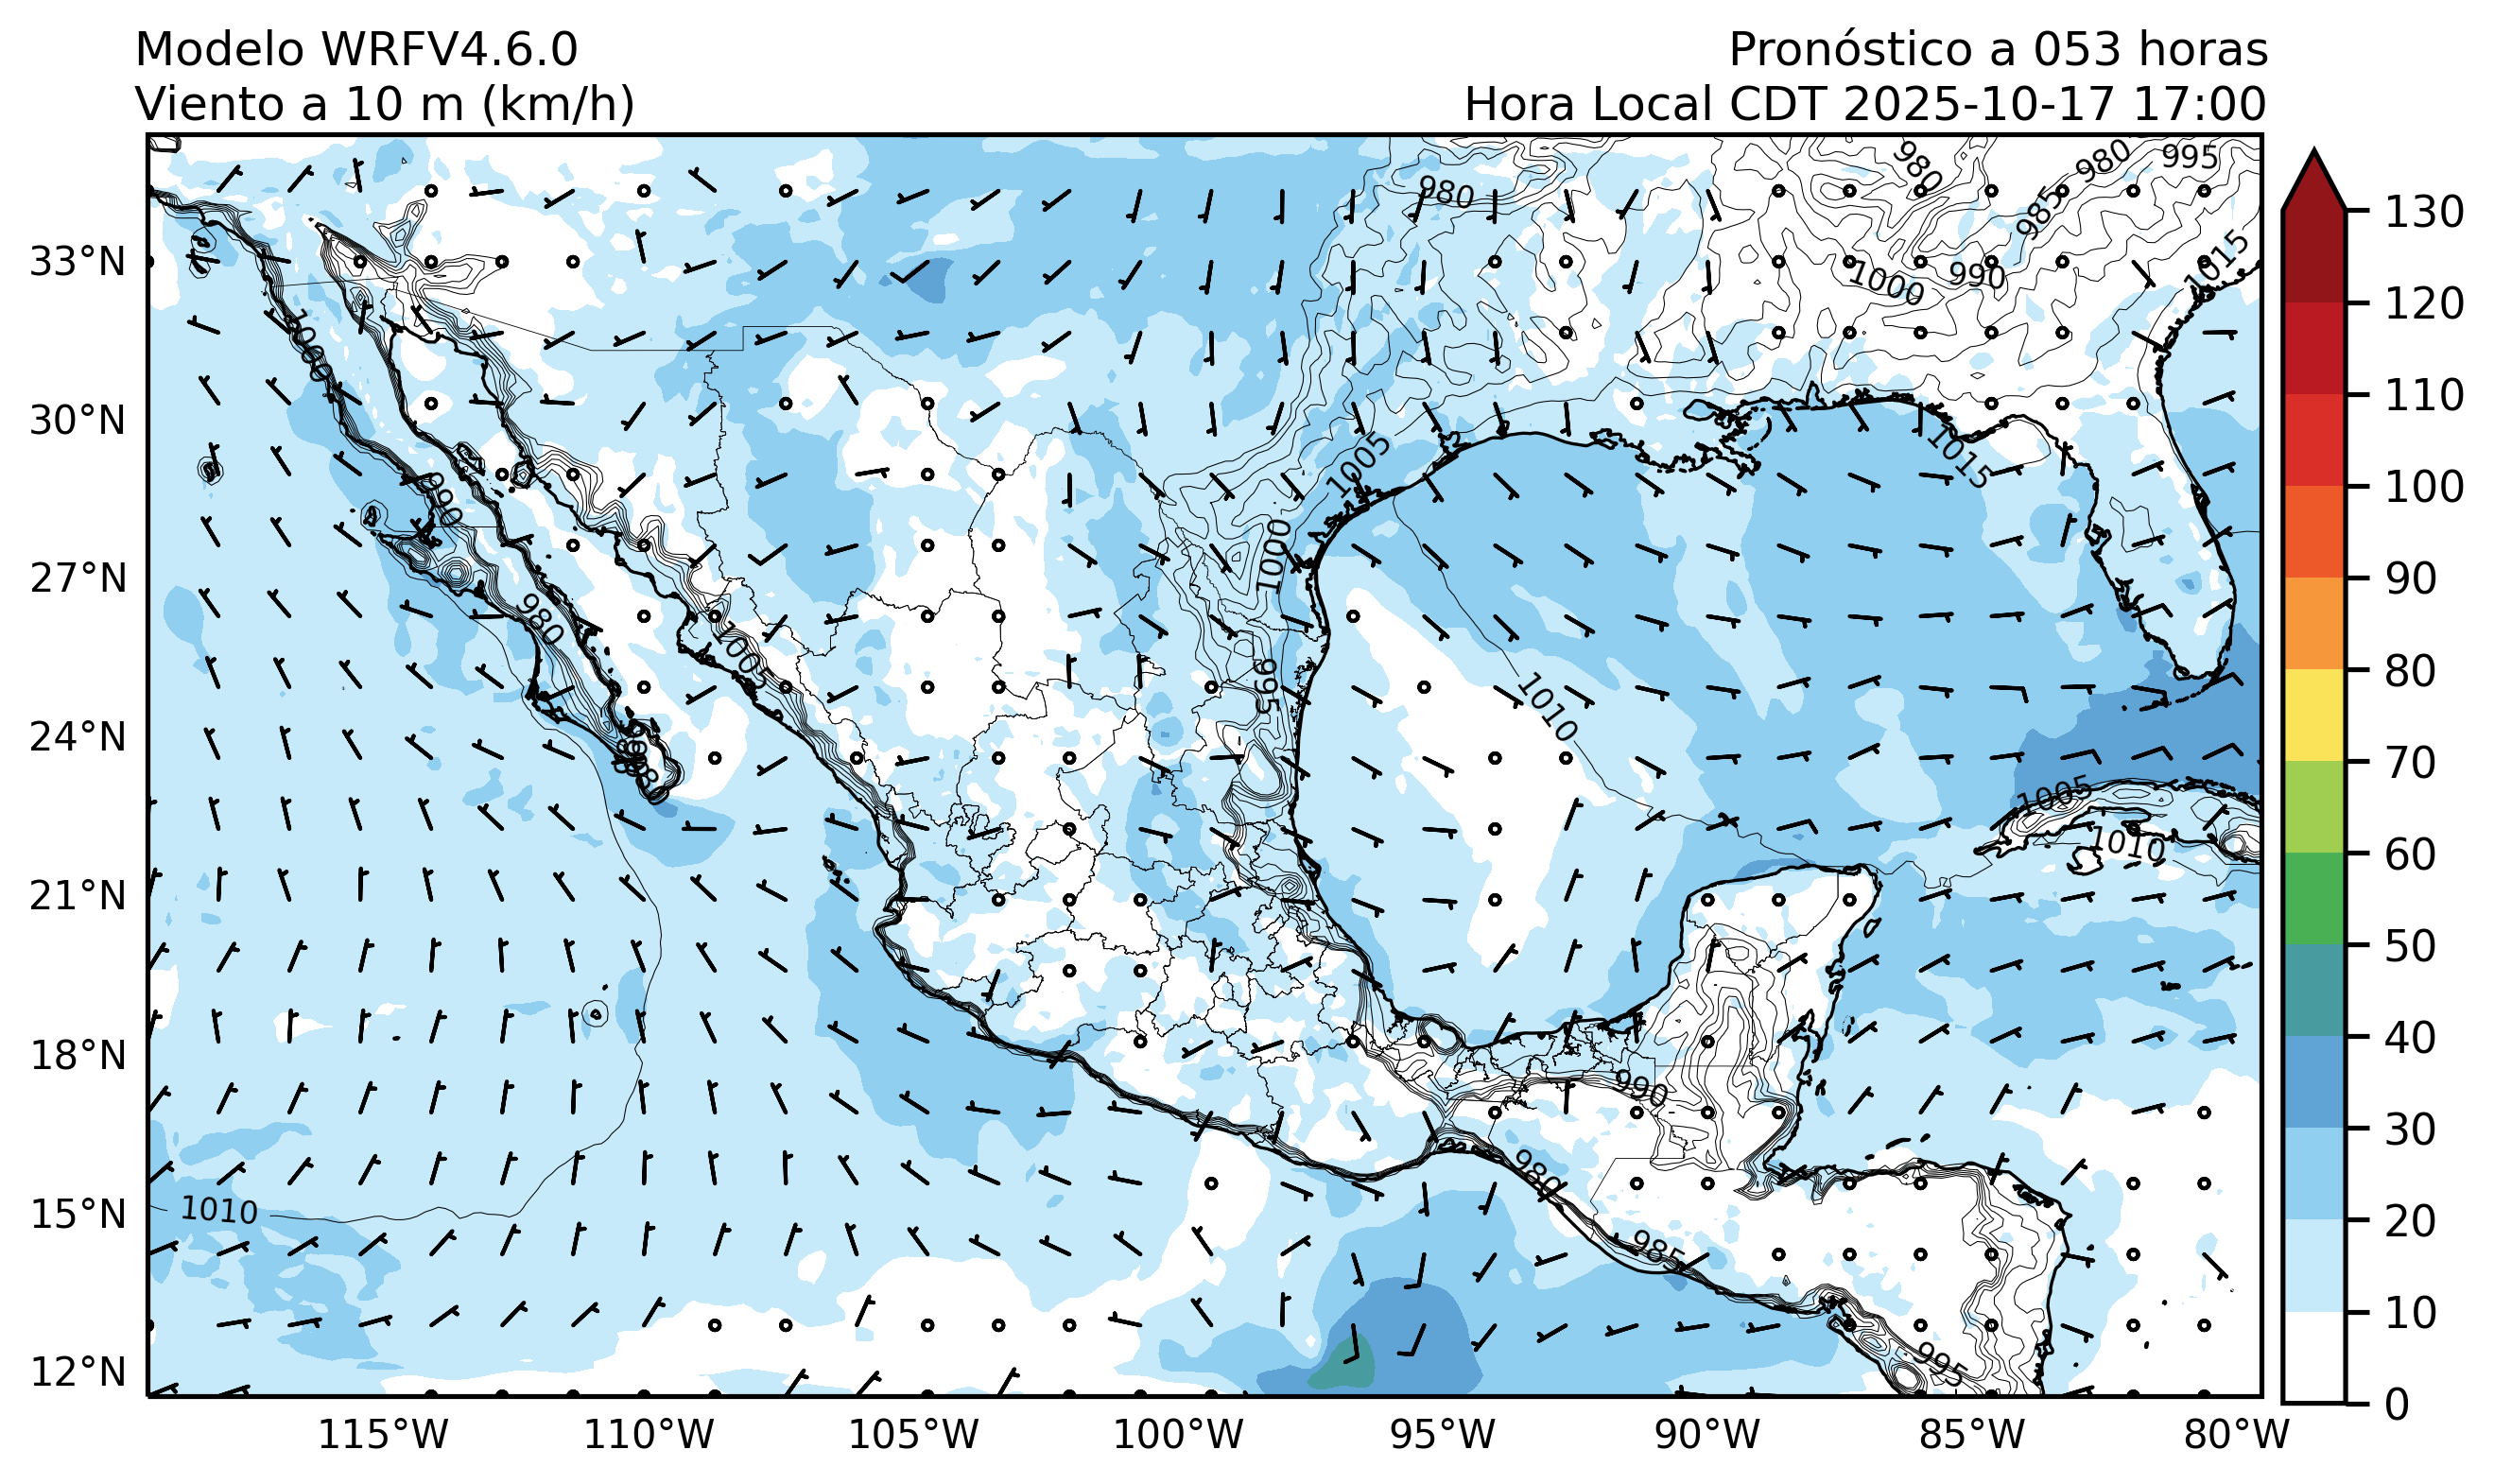 Modelo WRFV4.6.0
Pronóstico a 053 horas
Viento a 10 m (km/h)
Hora Local CDT 2025-10-17 17:00
33°N
30°N
27°N
24°N
21°N
18°N
15°N
12°N
115°W
110°W
105°W
100°W
95°W
90°W
85°W
80°W
130
120
110
100
90
80
70
60
50
40
30
20
10
0
980
980
980
995
985
1015
1000
990
1000
1005
1015
990
1000
980
1005
995
1010
1005
1010
990
980
1010
985
995